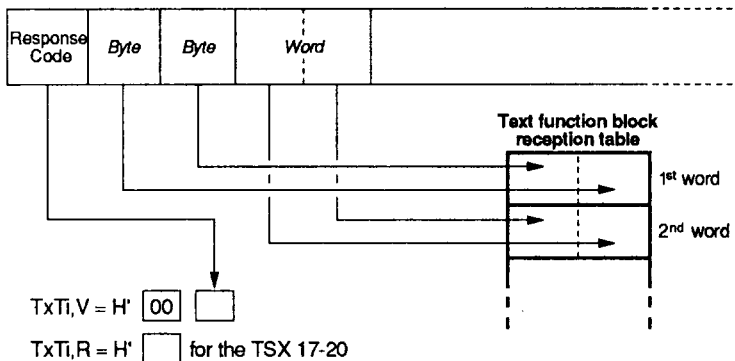 Response Code
Byte
Byte
Word
Text function block
reception table
1st word
2nd word
TxTi,V = H' 00
TxTi,R = H' for the TSX 17-20